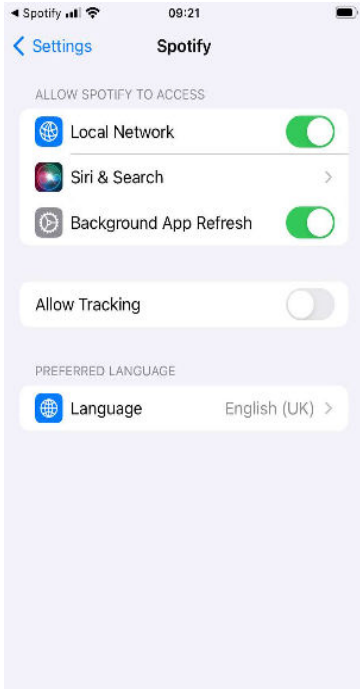 Spotify 09:21
Settings Spotify
ALLOW SPOTIFY TO ACCESS
Local Network
Siri & Search
Background App Refresh
Allow Tracking
PREFERRED LANGUAGE
Language English (UK)